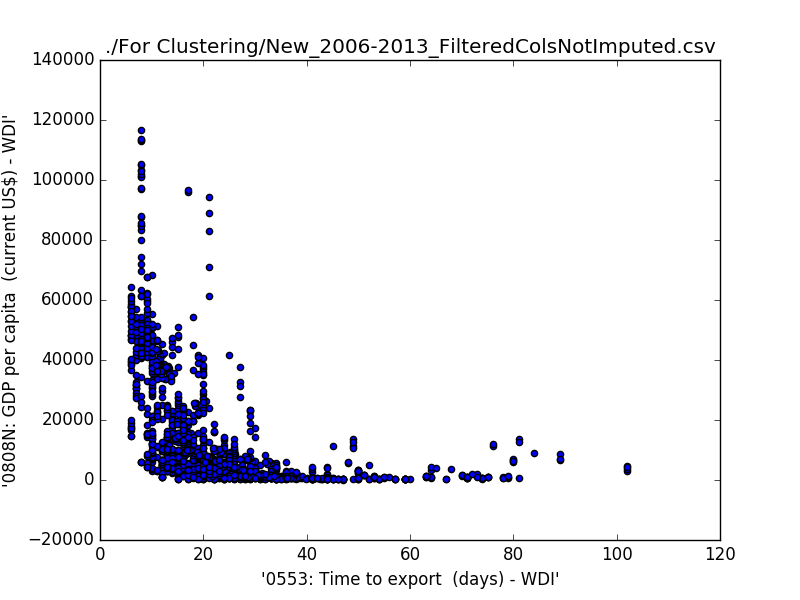 ./For Clustering/New_2006-2013_FilteredColsNotImputed.csv
140000
120000
100000
80000
60000
40000
20000
0
−20000
'0808N: GDP per capita  (current US$) - WDI'
0 20 40 60 80 100 120
'0553: Time to export  (days) - WDI'